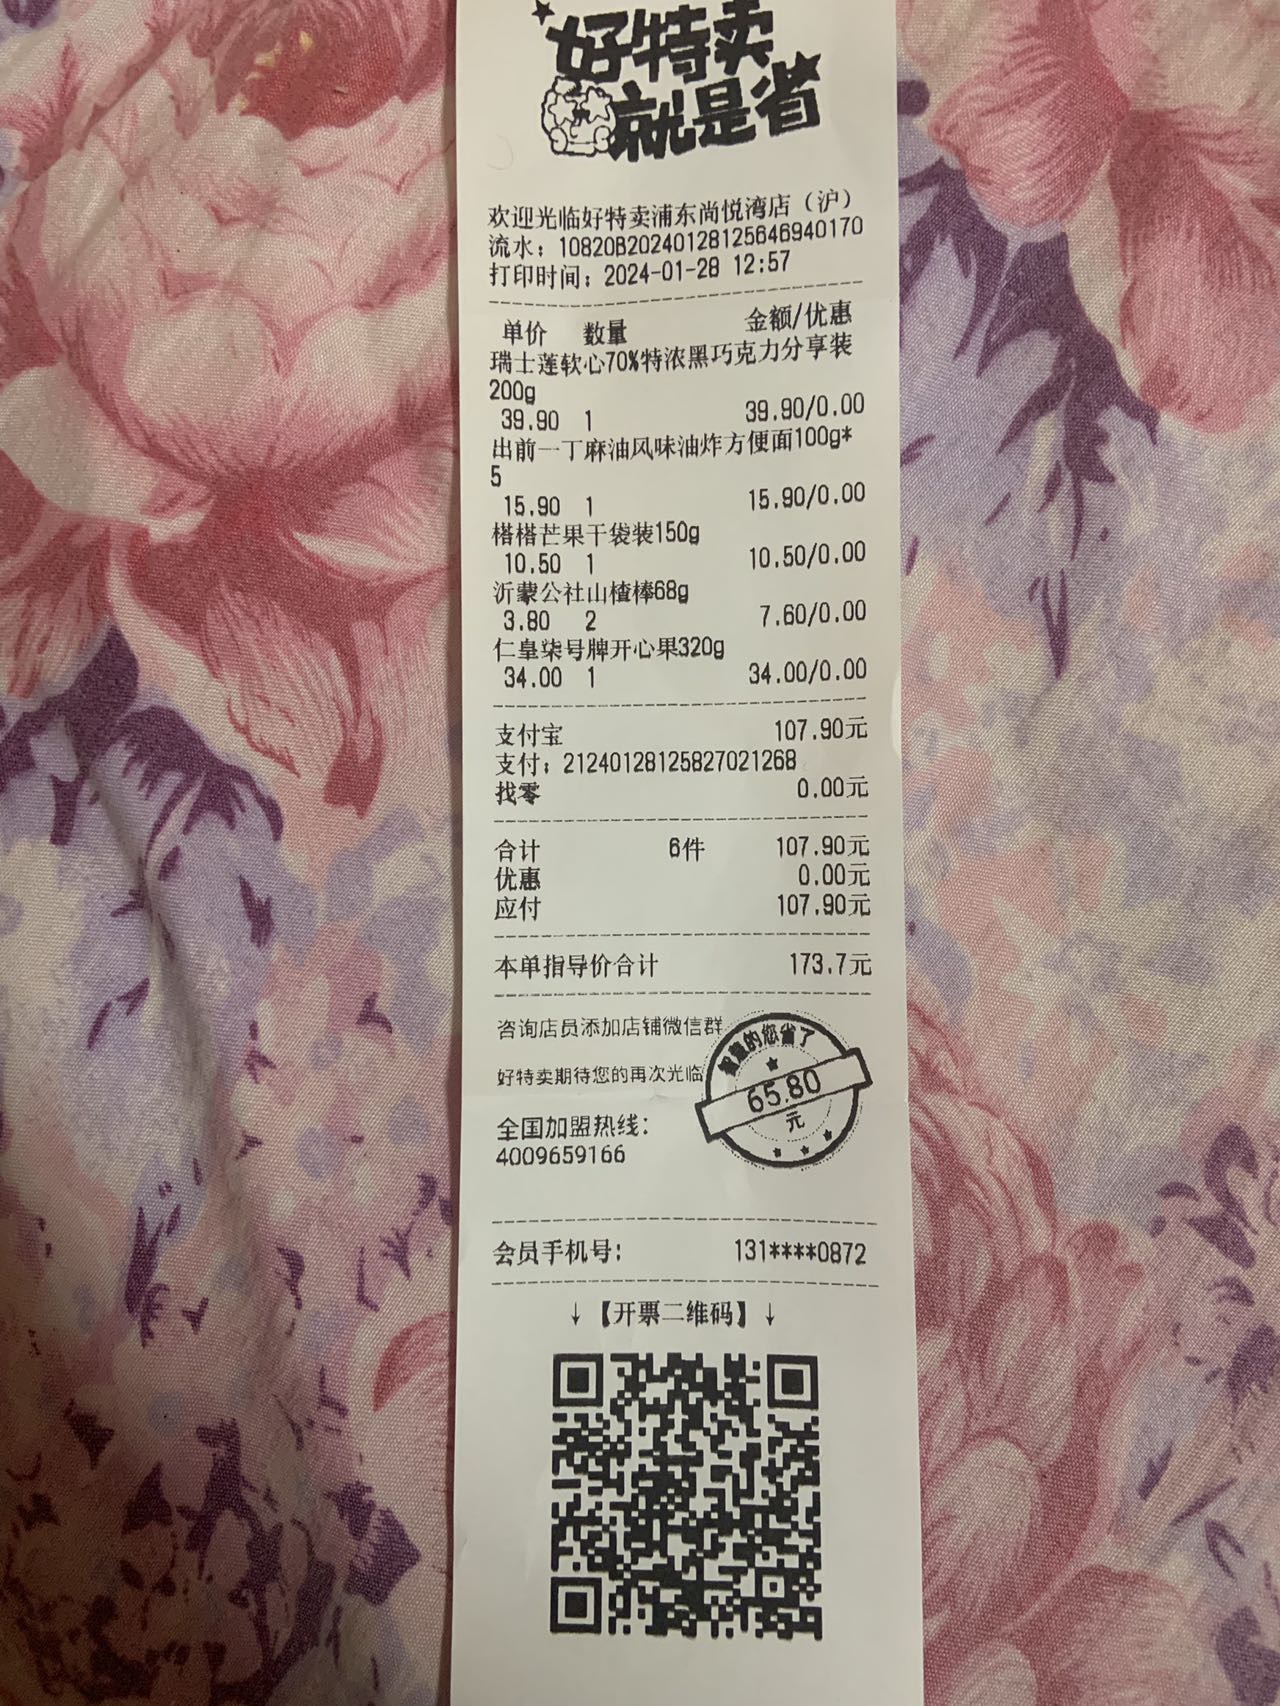 好特卖
就是省
欢迎光临好特卖浦东尚悦湾店（沪）
流水：10820B20240128125646940170
打印时间：2024-01-28 12:57
单价 数量 金额/优惠
瑞士莲软心70%特浓黑巧克力分享装
200g
39.90 1 39.90/0.00
出前一丁麻油风味油炸方便面100g*
5
15.90 1 15.90/0.00
榙榙芒果干袋装150g
10.50 1 10.50/0.00
沂蒙公社山楂棒68g
3.80 2 7.60/0.00
仁皇柒号牌开心果320g
34.00 1 34.00/0.00
支付宝 107.90元
支付：21240128125827021268
找零 0.00元
合计 6件 107.90元
优惠 0.00元
应付 107.90元
本单指导价合计 173.7元
咨询店员添加店铺微信群
好特卖期待您的再次光临
智慧的您省了
65.80
元
全国加盟热线：
4009659166
会员手机号： 131****0872
↓【开票二维码】↓